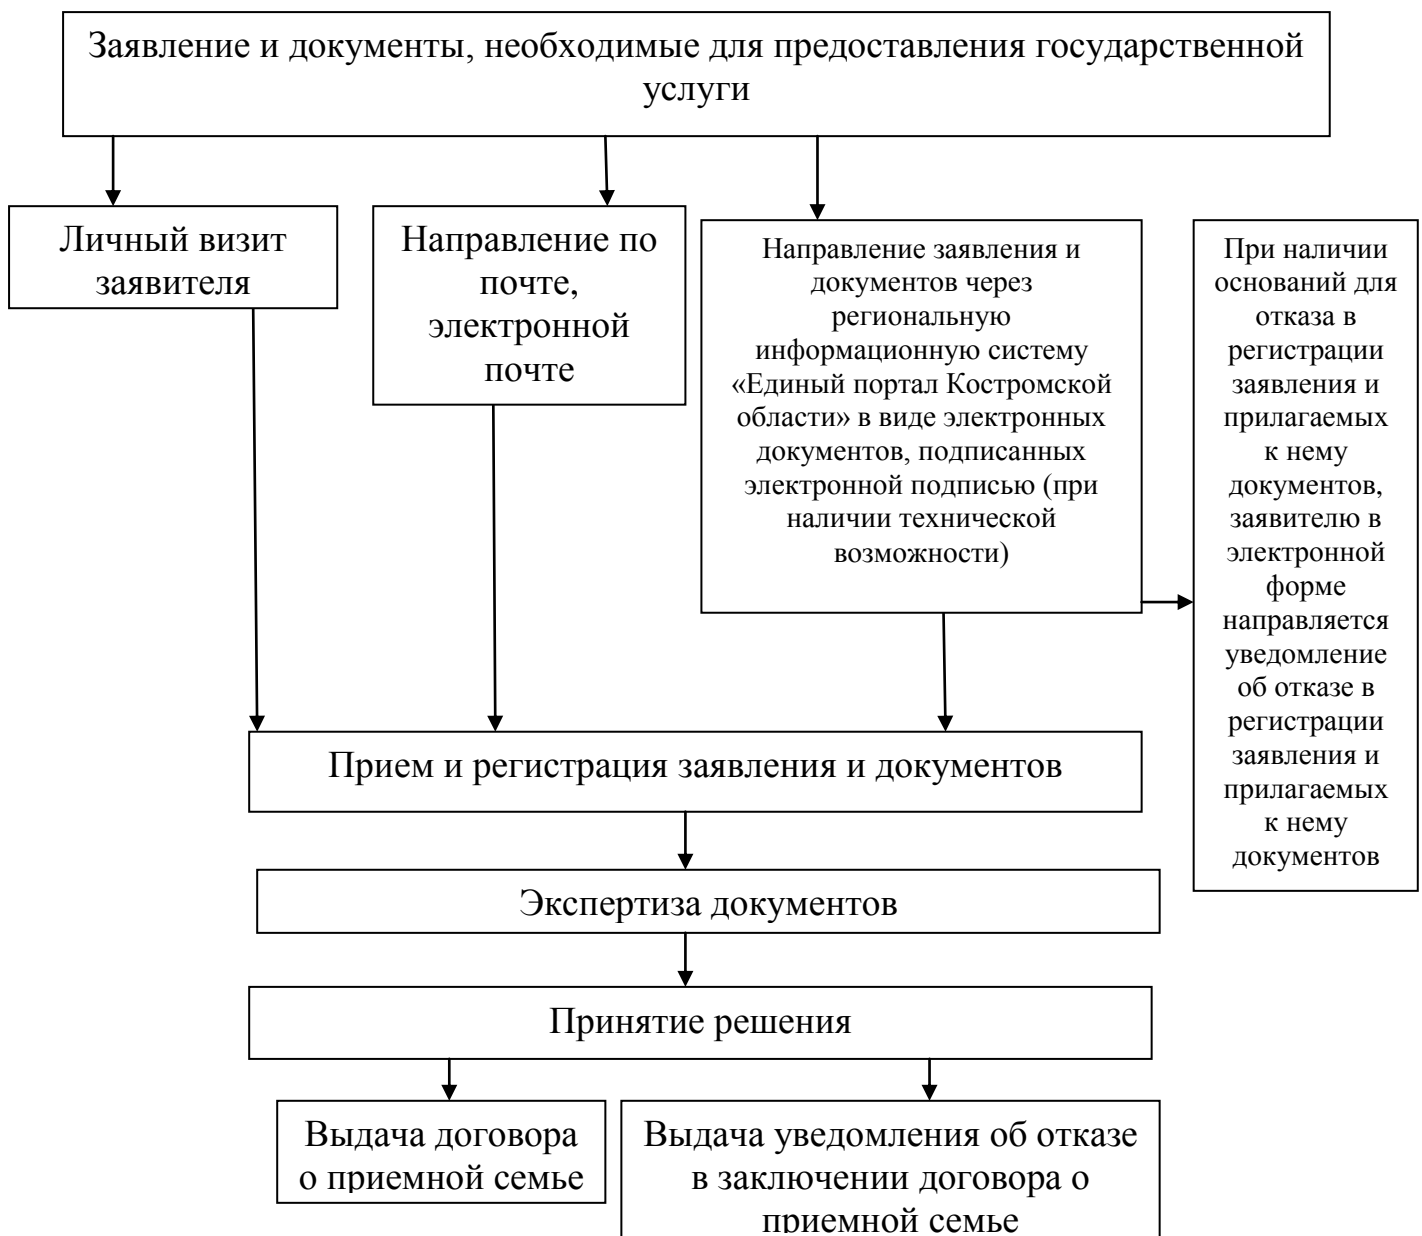 Заявление и документы, необходимые для предоставления государственной
услуги
Личный визит
заявителя
Направление по
почте,
электронной
почте
Направление заявления и
документов через
региональную
информационную систему
«Единый портал Костромской
области» в виде электронных
документов, подписанных
электронной подписью (при
наличии технической
возможности)
При наличии
оснований для
отказа в
регистрации
заявления и
прилагаемых
к нему
документов,
заявителю в
электронной
форме
направляется
уведомление
об отказе в
регистрации
заявления и
прилагаемых
к нему
документов
Прием и регистрация заявления и документов
Экспертиза документов
Принятие решения
Выдача договора
о приемной семье
Выдача уведомления об отказе
в заключении договора о
приемной семье